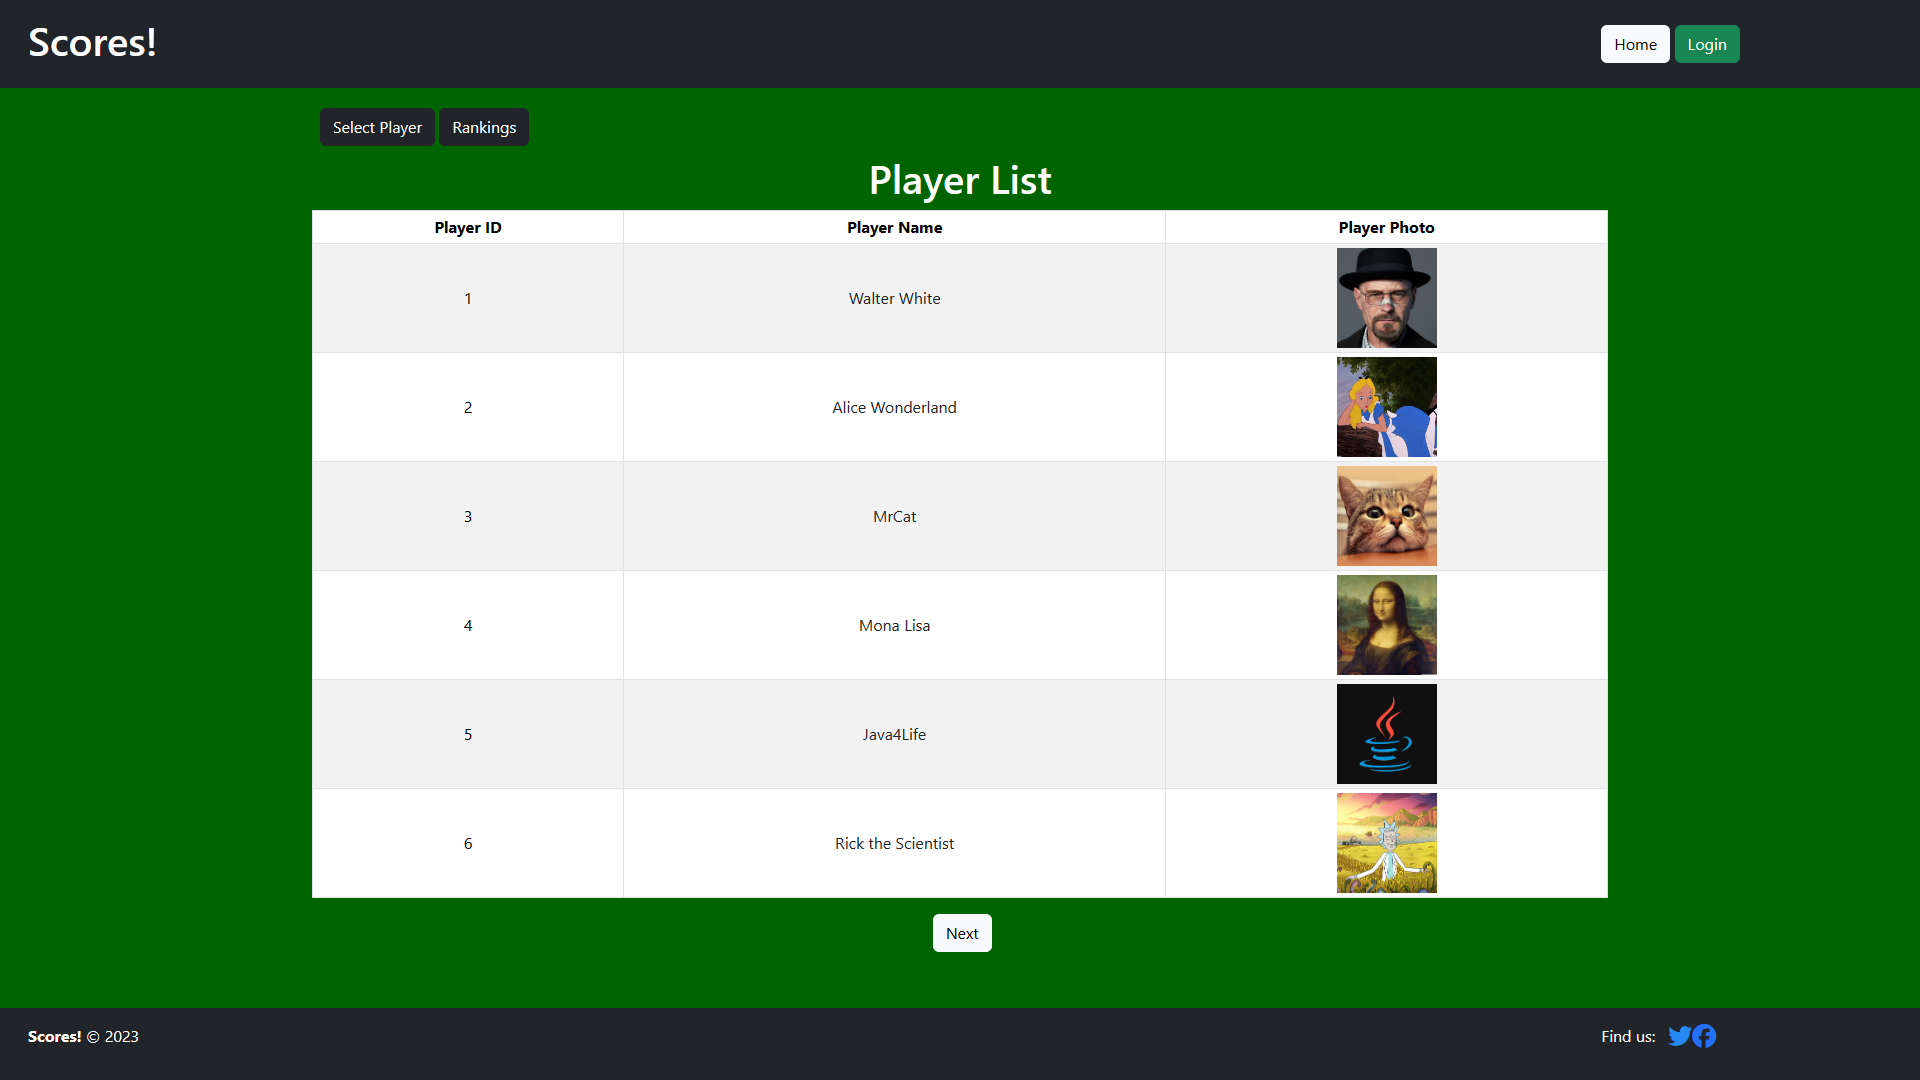 Scores!
Home Login
Select Player Rankings
Player List
Player ID Player Name Player Photo
1 Walter White
2 Alice Wonderland
3 MrCat
4 Mona Lisa
5 Java4Life
6 Rick the Scientist
Next
Scores! © 2023 Find us: